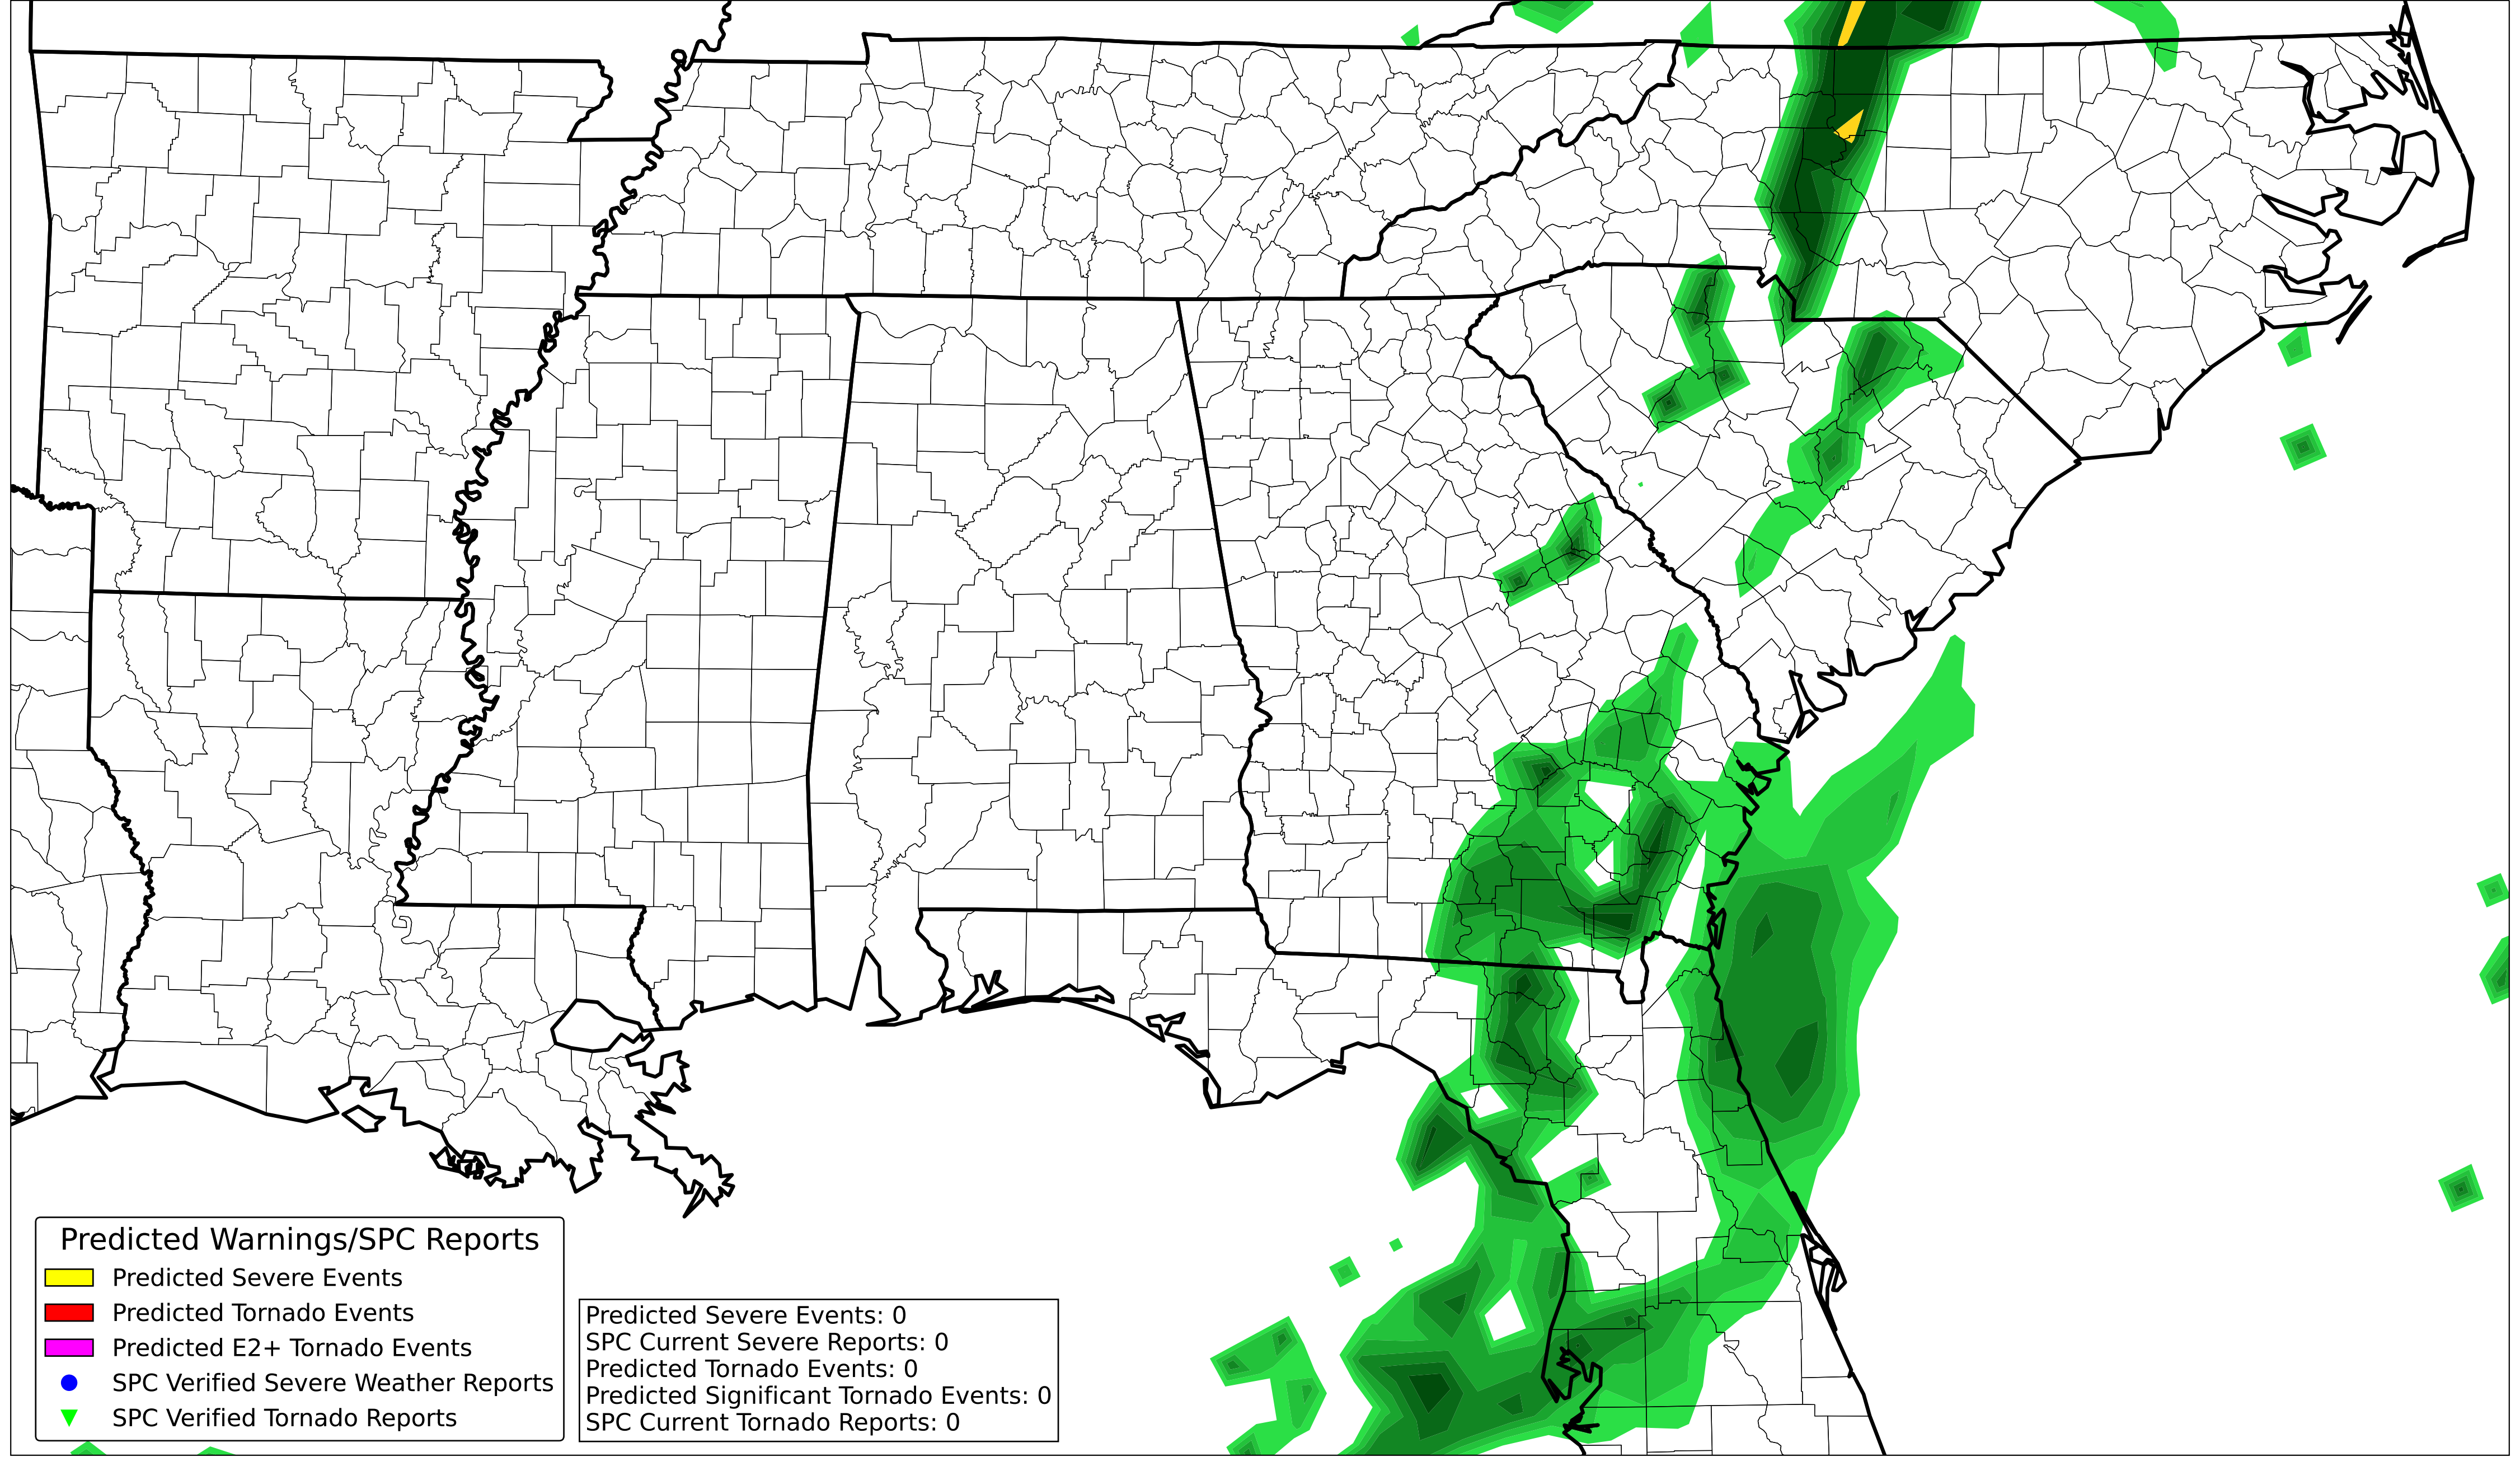 Predicted Warnings/SPC Reports
Predicted Severe Events
Predicted Tornado Events
Predicted E2+ Tornado Events
SPC Verified Severe Weather Reports
SPC Verified Tornado Reports
Predicted Severe Events: 0
SPC Current Severe Reports: 0
Predicted Tornado Events: 0
Predicted Significant Tornado Events: 0
SPC Current Tornado Reports: 0